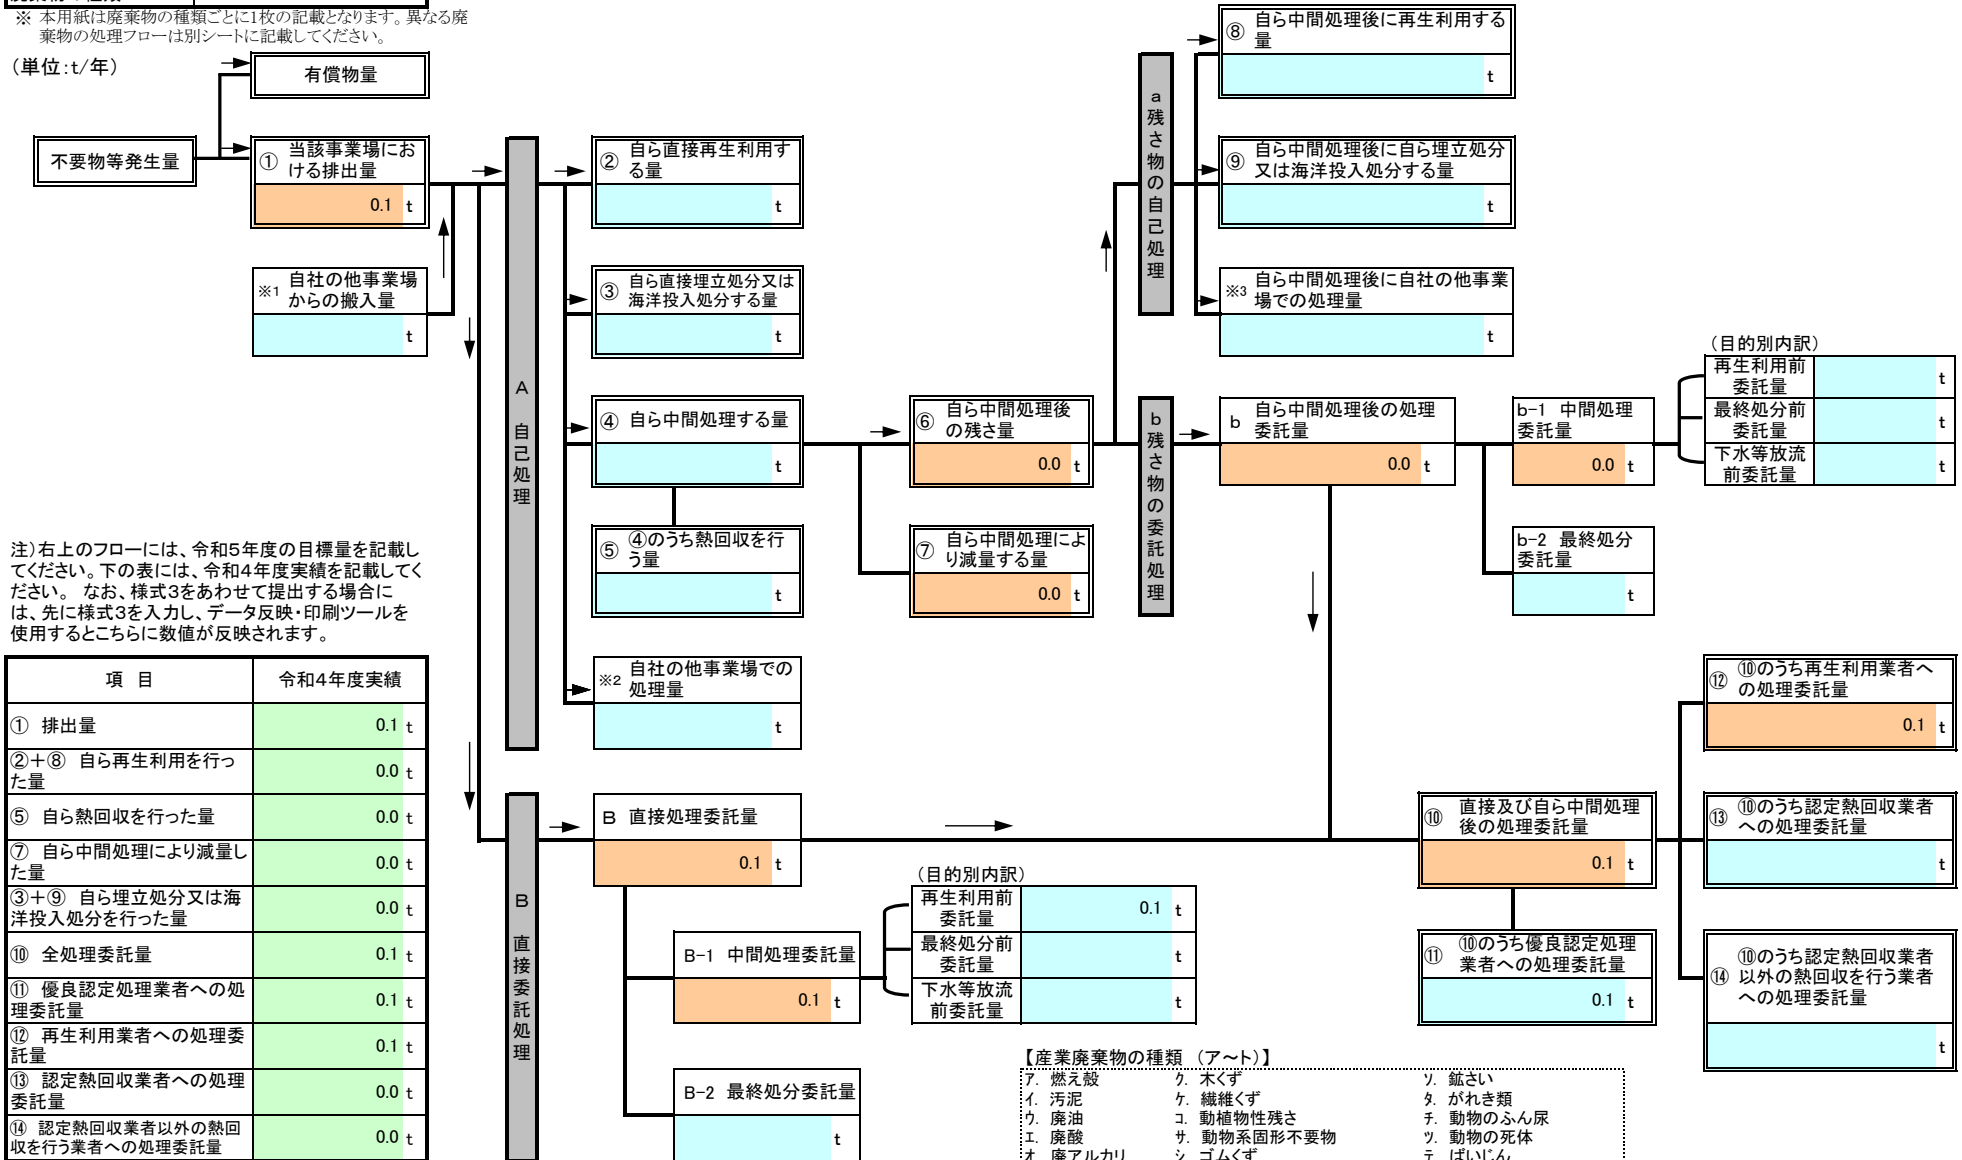 ※ 本用紙は廃棄物の種類ごとに1枚の記載となります。異なる廃
棄物の処理フローは別シートに記載してください。
（単位：t/年）
有償物量
不要物等発生量
① 当該事業場にお
ける排出量
0.1 t
※1 自社の他事業場
からの搬入量
t
A 自己処理
② 自ら直接再生利用す
る量
t
③ 自ら直接埋立処分又は
海洋投入処分する量
t
④ 自ら中間処理する量
t
⑤ ④のうち熱回収を行
う量
t
※2 自社の他事業場での
処理量
t
⑥ 自ら中間処理後
の残さ量
0.0 t
⑦ 自ら中間処理によ
り減量する量
0.0 t
a 残さ物の自己処理
⑧ 自ら中間処理後に再生利用する
量
t
⑨ 自ら中間処理後に自ら埋立処分
又は海洋投入処分する量
t
※3 自ら中間処理後に自社の他事業
場での処理量
t
b 残さ物の委託処理
b 自ら中間処理後の処理
委託量
0.0 t
b-1 中間処理
委託量
0.0 t
b-2 最終処分
委託量
t
（目的別内訳）
再生利用前
委託量
t
最終処分前
委託量
t
下水等放流
前委託量
t
注）右上のフローには、令和5年度の目標量を記載し
てください。下の表には、令和4年度実績を記載してく
ださい。 なお、様式3をあわせて提出する場合に
は、先に様式3を入力し、データ反映・印刷ツールを
使用するとこちらに数値が反映されます。
項 目 令和4年度実績
① 排出量 0.1 t
②＋⑧ 自ら再生利用を行っ
た量 0.0 t
⑤ 自ら熱回収を行った量 0.0 t
⑦ 自ら中間処理により減量し
た量 0.0 t
③＋⑨ 自ら埋立処分又は海
洋投入処分を行った量 0.0 t
⑩ 全処理委託量 0.1 t
⑪ 優良認定処理業者への処
理委託量 0.1 t
⑫ 再生利用業者への処理委
託量 0.1 t
⑬ 認定熱回収業者への処理
委託量 0.0 t
⑭ 認定熱回収業者以外の熱回
収を行う業者への処理委託量 0.0 t
B 直接委託処理
B 直接処理委託量
0.1 t
B-1 中間処理委託量
0.1 t
B-2 最終処分委託量
t
（目的別内訳）
再生利用前
委託量
0.1 t
最終処分前
委託量
t
下水等放流
前委託量
t
⑩ 直接及び自ら中間処理
後の処理委託量
0.1 t
⑪ ⑩のうち優良認定処理
業者への処理委託量
0.1 t
⑫ ⑩のうち再生利用業者へ
の処理委託量
0.1 t
⑬ ⑩のうち認定熱回収業者
への処理委託量
t
⑭ ⑩のうち認定熱回収業者
以外の熱回収を行う業者
への処理委託量
t
【産業廃棄物の種類 （ア～ト）】
ア. 燃え殻 ク. 木くず ソ. 鉱さい
イ. 汚泥 ケ. 繊維くず タ. がれき類
ウ. 廃油 コ. 動植物性残さ チ. 動物のふん尿
エ. 廃酸 サ. 動物系固形不要物 ツ. 動物の死体
オ. 廃アルカリ シ. ゴムくず テ. ばいじん